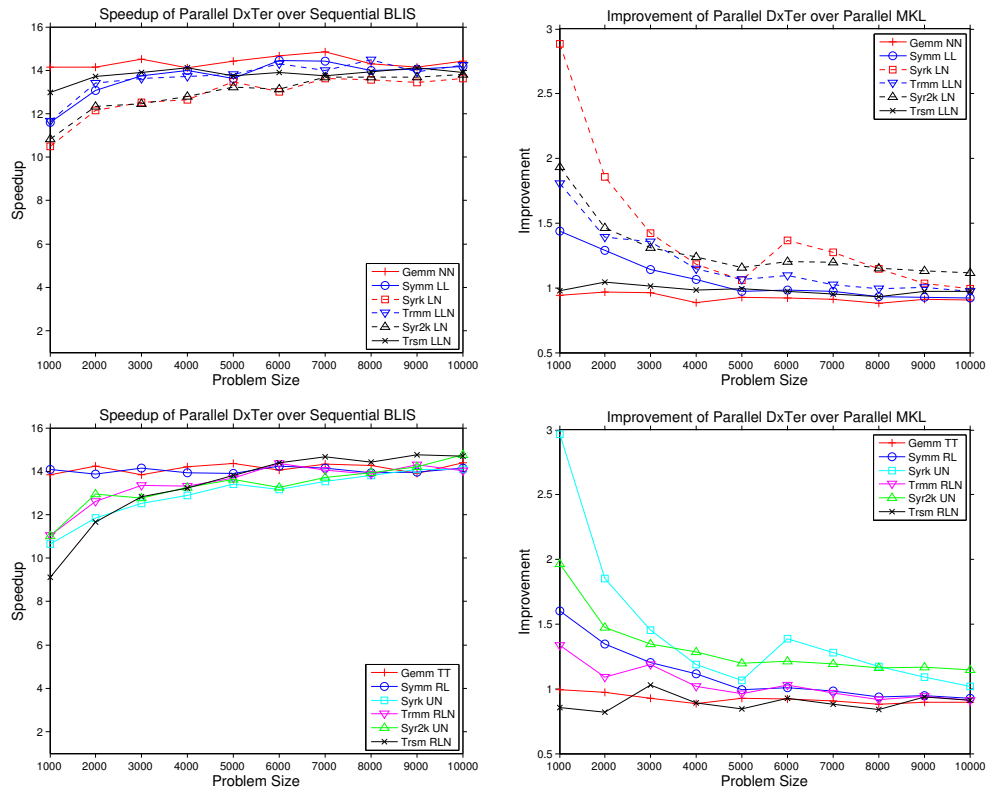 Speedup of Parallel DxTer over Sequential BLIS
16
14
12
10
8
6
4
2
Speedup
1000 2000 3000 4000 5000 6000 7000 8000 9000 10000
Problem Size
Gemm NN
Symm LL
Syrk LN
Trmm LLN
Syr2k LN
Trsm LLN
Improvement of Parallel DxTer over Parallel MKL
3
2.5
2
1.5
1
0.5
Improvement
1000 2000 3000 4000 5000 6000 7000 8000 9000 10000
Problem Size
Gemm NN
Symm LL
Syrk LN
Trmm LLN
Syr2k LN
Trsm LLN
Speedup of Parallel DxTer over Sequential BLIS
16
14
12
10
8
6
4
2
Speedup
1000 2000 3000 4000 5000 6000 7000 8000 9000 10000
Problem Size
Gemm TT
Symm RL
Syrk UN
Trmm RLN
Syr2k UN
Trsm RLN
Improvement of Parallel DxTer over Parallel MKL
3
2.5
2
1.5
1
0.5
Improvement
1000 2000 3000 4000 5000 6000 7000 8000 9000 10000
Problem Size
Gemm TT
Symm RL
Syrk UN
Trmm RLN
Syr2k UN
Trsm RLN